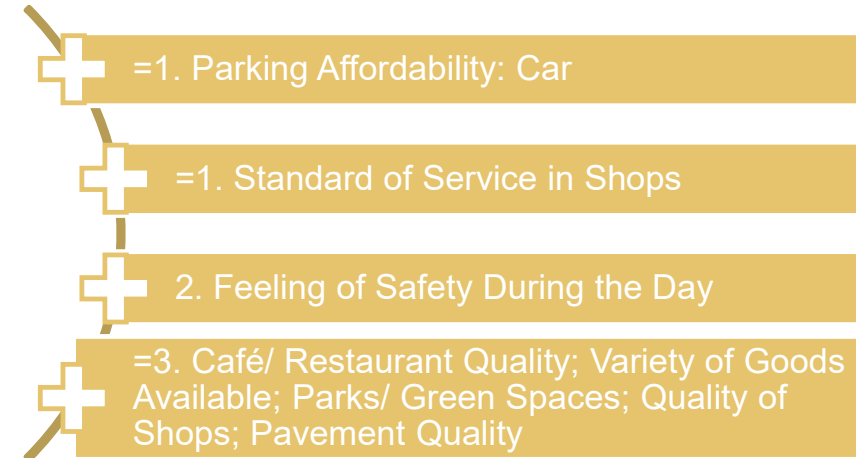 =1. Parking Affordability: Car
=1. Standard of Service in Shops
2. Feeling of Safety During the Day
=3. Café/ Restaurant Quality; Variety of Goods
Available; Parks/ Green Spaces; Quality of
Shops; Pavement Quality